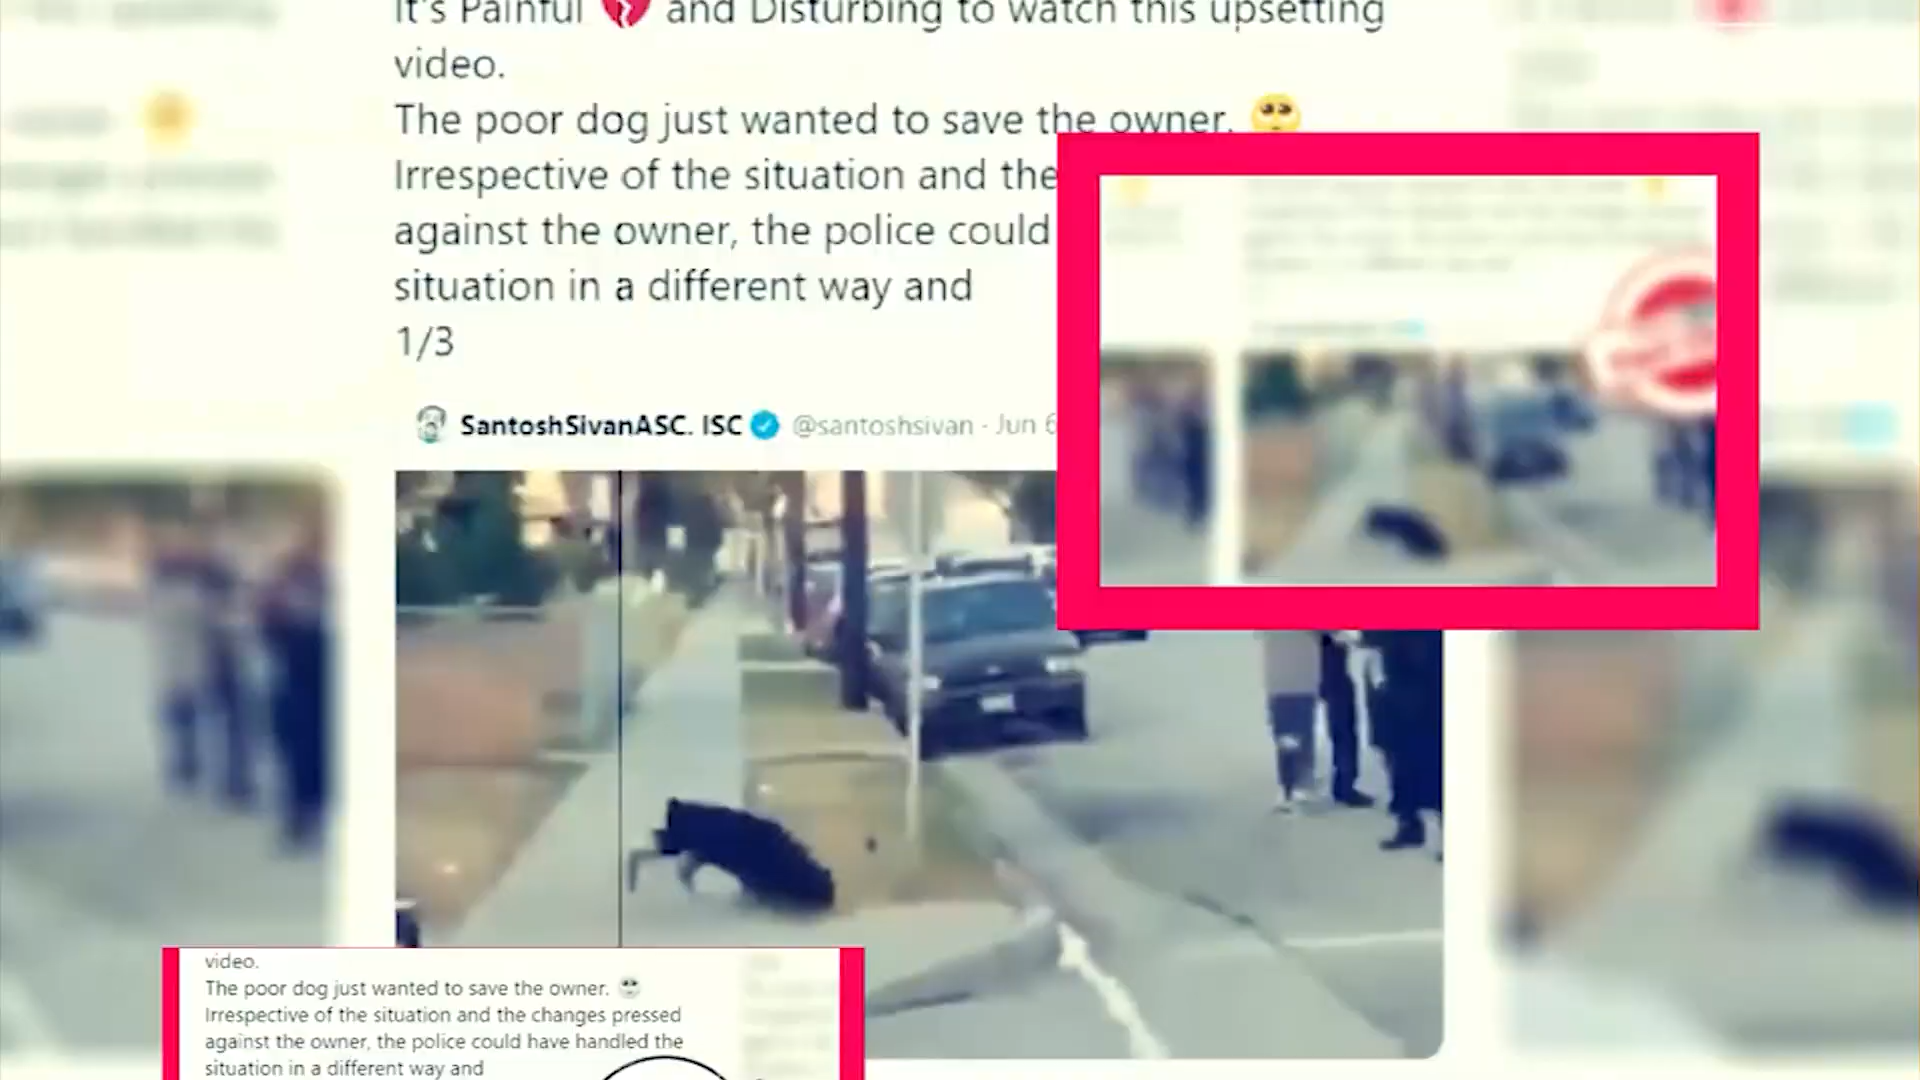 It's Painful 💔 and Disturbing to watch this upsetting
video.
The poor dog just wanted to save the owner. 🥺
Irrespective of the situation and the
against the owner, the police could
situation in a different way and
1/3
SantoshSivanASC. ISC @santoshsivan · Jun 6
video.
The poor dog just wanted to save the owner. 🥺
Irrespective of the situation and the changes pressed
against the owner, the police could have handled the
situation in a different way and